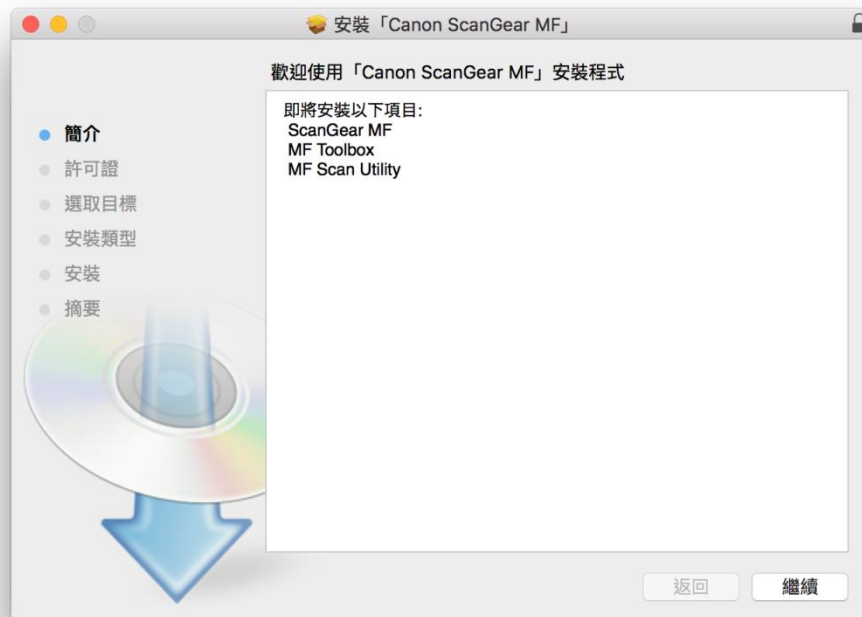 安裝「Canon ScanGear MF」
歡迎使用「Canon ScanGear MF」安裝程式
簡介
許可證
選取目標
安裝類型
安裝
摘要
即將安裝以下項目:
ScanGear MF
MF Toolbox
MF Scan Utility
返回
繼續